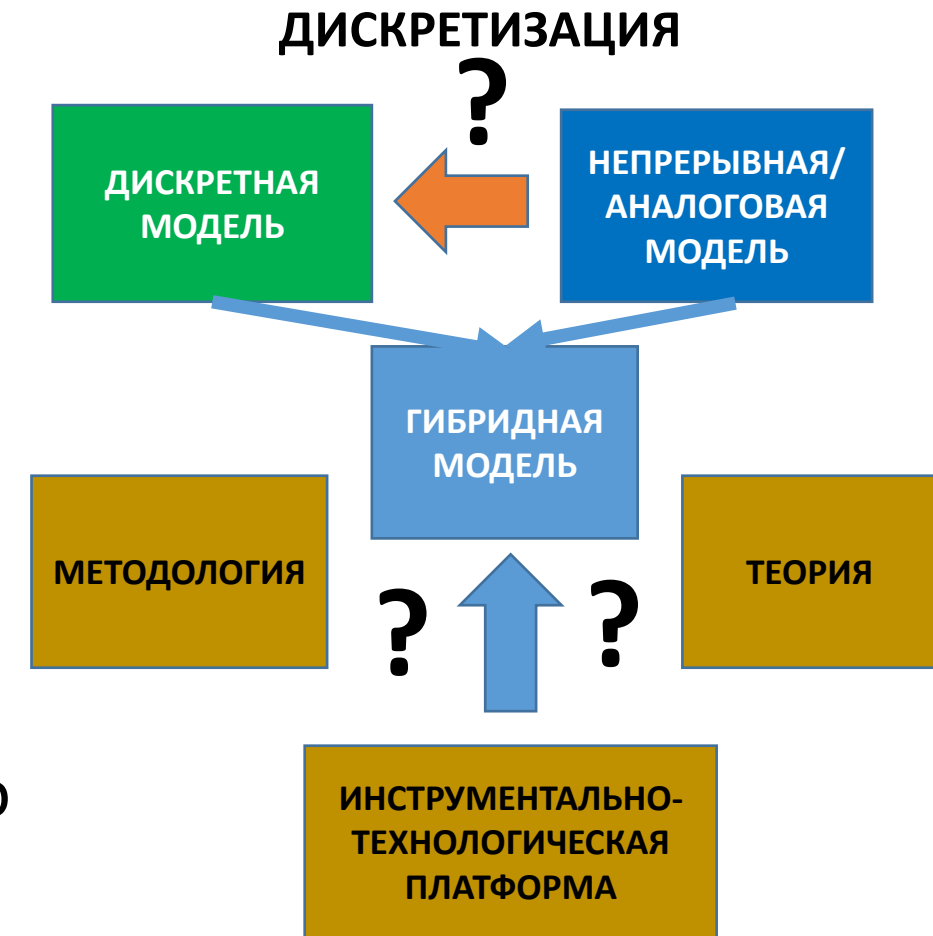 ДИСКРЕТИЗАЦИЯ
?
ДИСКРЕТНАЯ
МОДЕЛЬ
НЕПРЕРЫВНАЯ/
АНАЛОГОВАЯ
МОДЕЛЬ
ГИБРИДНАЯ
МОДЕЛЬ
МЕТОДОЛОГИЯ
?
?
ТЕОРИЯ
ИНСТРУМЕНТАЛЬНО-
ТЕХНОЛОГИЧЕСКАЯ
ПЛАТФОРМА